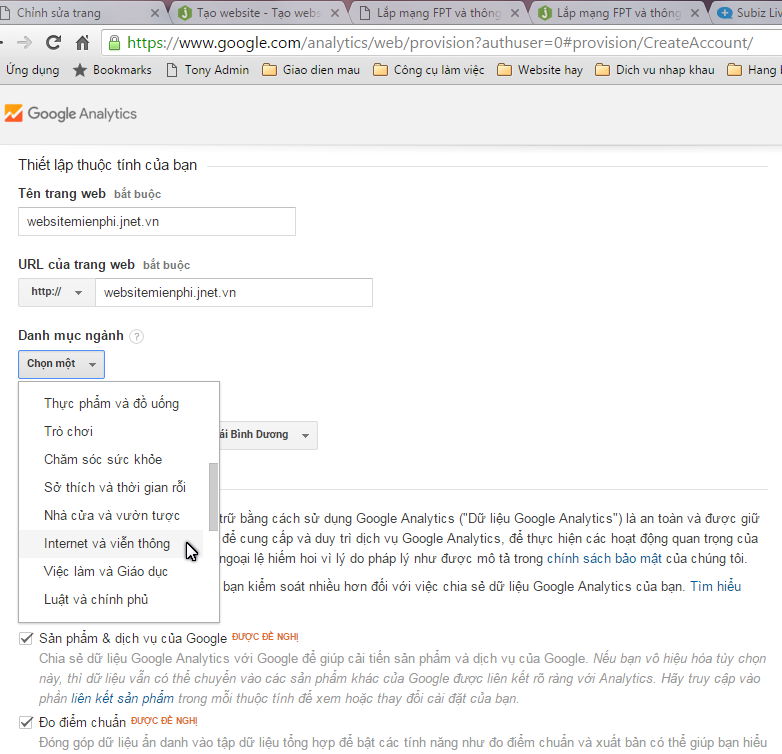 Chỉnh sửa trang
Tạo website - Tạo webs
Lắp mạng FPT và thông
Lắp mạng FPT và thông
Subiz Liv
https://www.google.com/analytics/web/provision?authuser=0#provision/CreateAccount/
Ứng dụng Bookmarks Tony Admin Giao dien mau Công cụ làm việc Website hay Dich vu nhap khau Hang
Google Analytics
Thiết lập thuộc tính của bạn
Tên trang web bắt buộc
websitemienphi.jnet.vn
URL của trang web bắt buộc
http:// websitemienphi.jnet.vn
Danh mục ngành ?
Chọn một
Thực phẩm và đồ uống
Trò chơi
ái Bình Dương
Chăm sóc sức khỏe
Sở thích và thời gian rỗi
Nhà cửa và vườn tược
trữ bằng cách sử dụng Google Analytics ("Dữ liệu Google Analytics") là an toàn và được giữ
Internet và viễn thông
để cung cấp và duy trì dịch vụ Google Analytics, để thực hiện các hoạt động quan trọng của
ngoại lệ hiếm hoi vì lý do pháp lý như được mô tả trong chính sách bảo mật của chúng tôi.
Việc làm và Giáo dục
bạn kiểm soát nhiều hơn đối với việc chia sẻ dữ liệu Google Analytics của bạn. Tìm hiểu
Luật và chính phủ
Sản phẩm & dịch vụ của Google ĐƯỢC ĐỀ NGHỊ
Chia sẻ dữ liệu Google Analytics với Google để giúp cải tiến sản phẩm và dịch vụ của Google. Nếu bạn vô hiệu hóa tùy chọn
này, thì dữ liệu vẫn có thể chuyển vào các sản phẩm khác của Google được liên kết rõ ràng với Analytics. Hãy truy cập vào
phần liên kết sản phẩm trong mỗi thuộc tính để xem hoặc thay đổi cài đặt của bạn.
Đo điểm chuẩn ĐƯỢC ĐỀ NGHỊ
Đóng góp dữ liệu ẩn danh vào tập dữ liệu tổng hợp để bật các tính năng như đo điểm chuẩn và xuất bản có thể giúp bạn hiểu